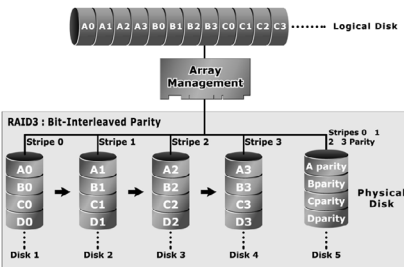 A0 A1 A2 A3 B0 B1 B2 B3 C0 C1 C2 C3 Logical Disk
Array
Management
RAID3 : Bit-Interleaved Parity
Stripes 0 1
2 3 Parity
Stripe 0 Stripe 1 Stripe 2 Stripe 3
A0 A1 A2 A3 A parity
B0 B1 B2 B3 Bparity
C0 C1 C2 C3 Cparity
D0 D1 D2 D3 Dparity
Physical
Disk
Disk 1 Disk 2 Disk 3 Disk 4 Disk 5